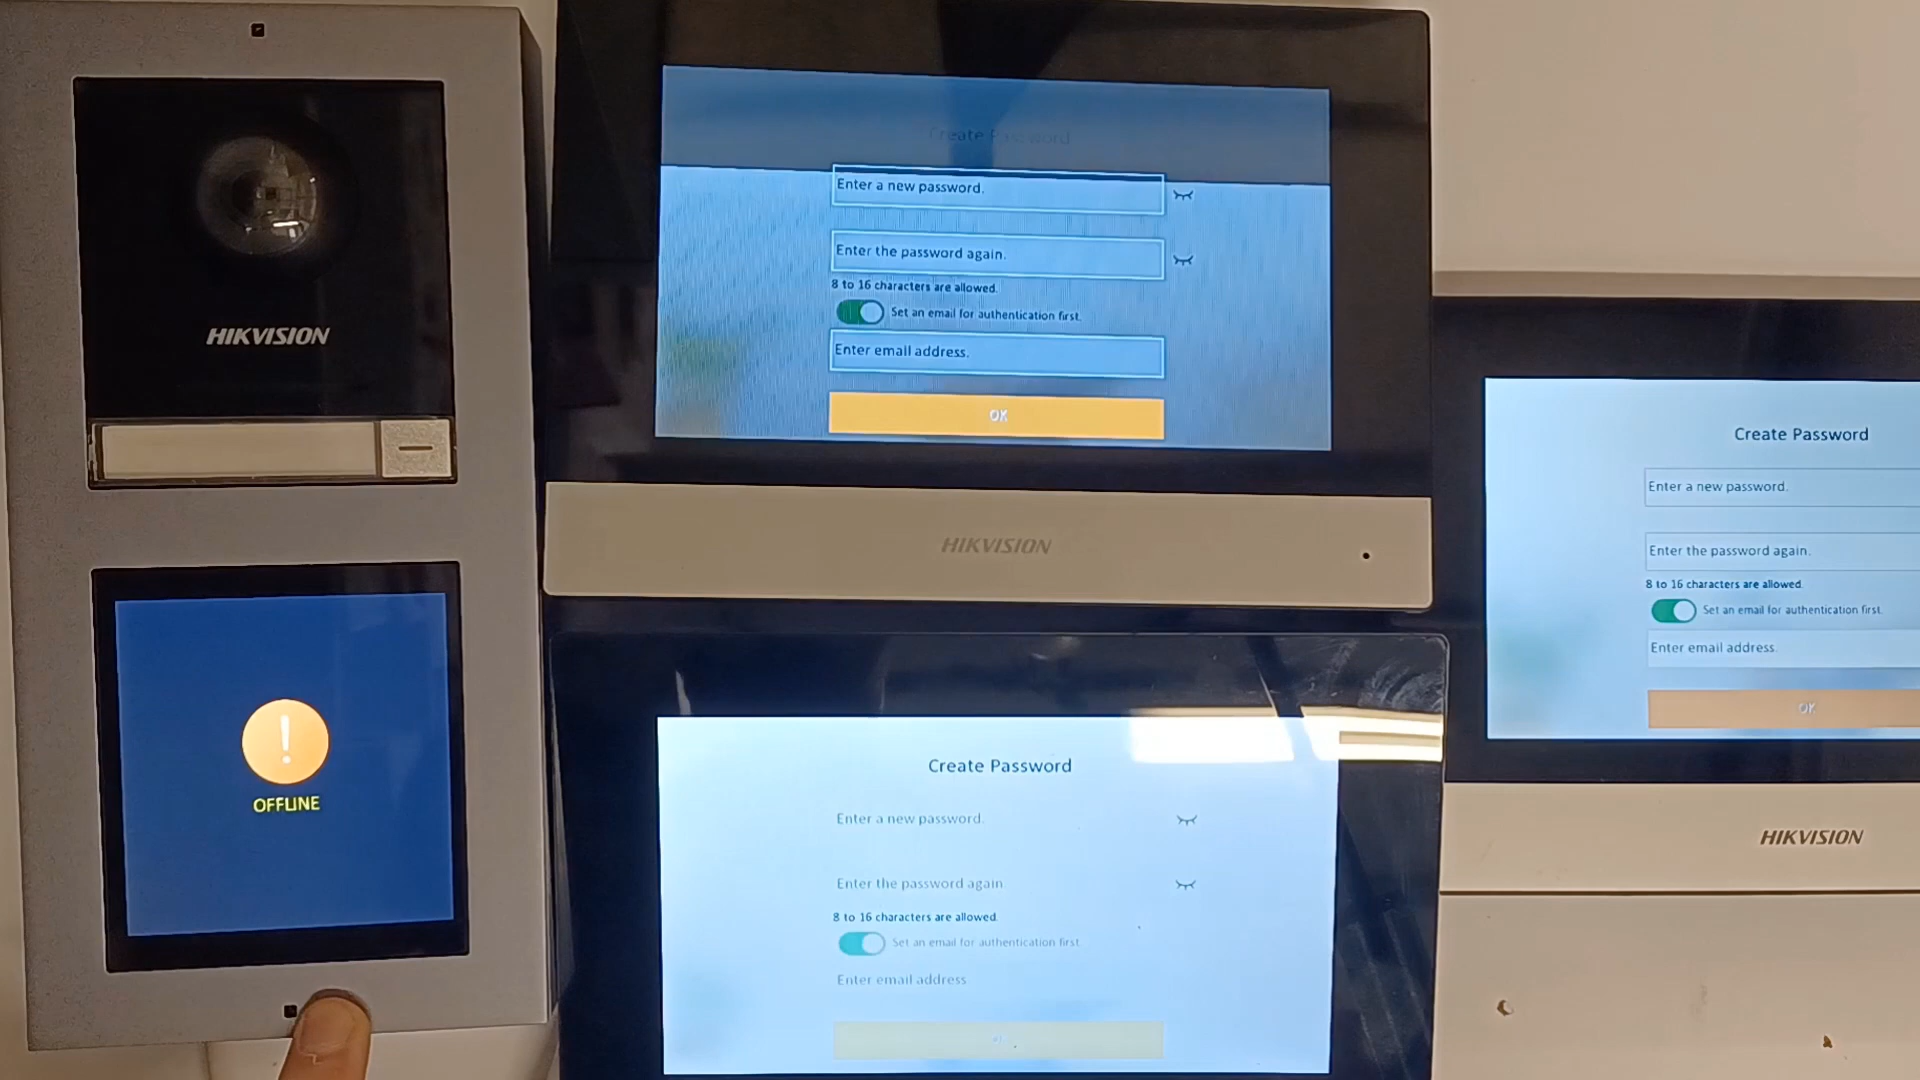 HIKVISION
OFFLINE
Create Password
Enter a new password.
Enter the password again.
8 to 16 characters are allowed.
Set an email for authentication first.
Enter email address.
OK
HIKVISION
Create Password
Enter a new password.
Enter the password again
8 to 16 characters are allowed.
Set an email for authentication first
Enter email address
Create Password
Enter a new password.
Enter the password again.
8 to 16 characters are allowed.
Set an email for authentication first.
Enter email address.
OK
HIKVISION